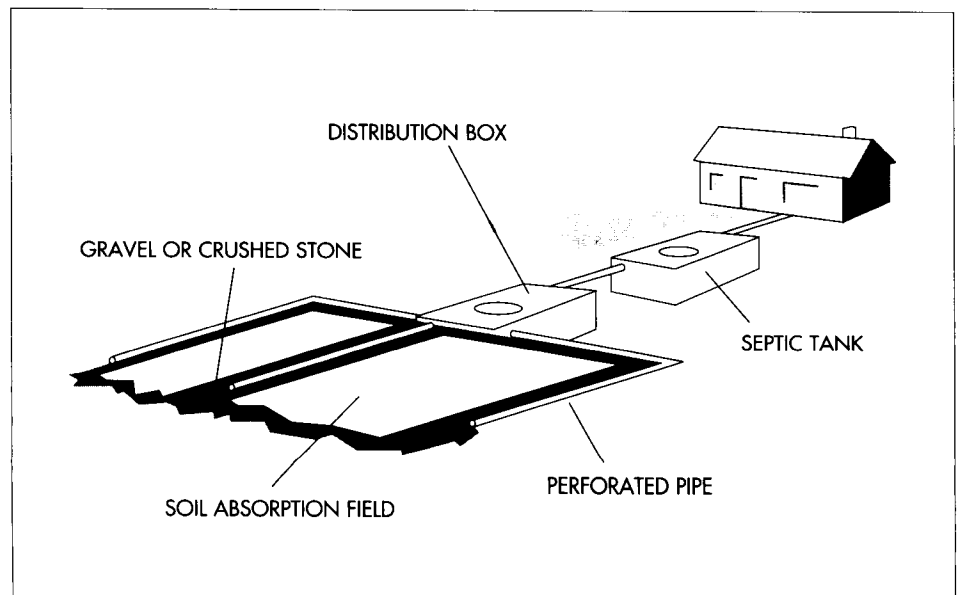 DISTRIBUTION BOX
GRAVEL OR CRUSHED STONE
SEPTIC TANK
PERFORATED PIPE
SOIL ABSORPTION FIELD